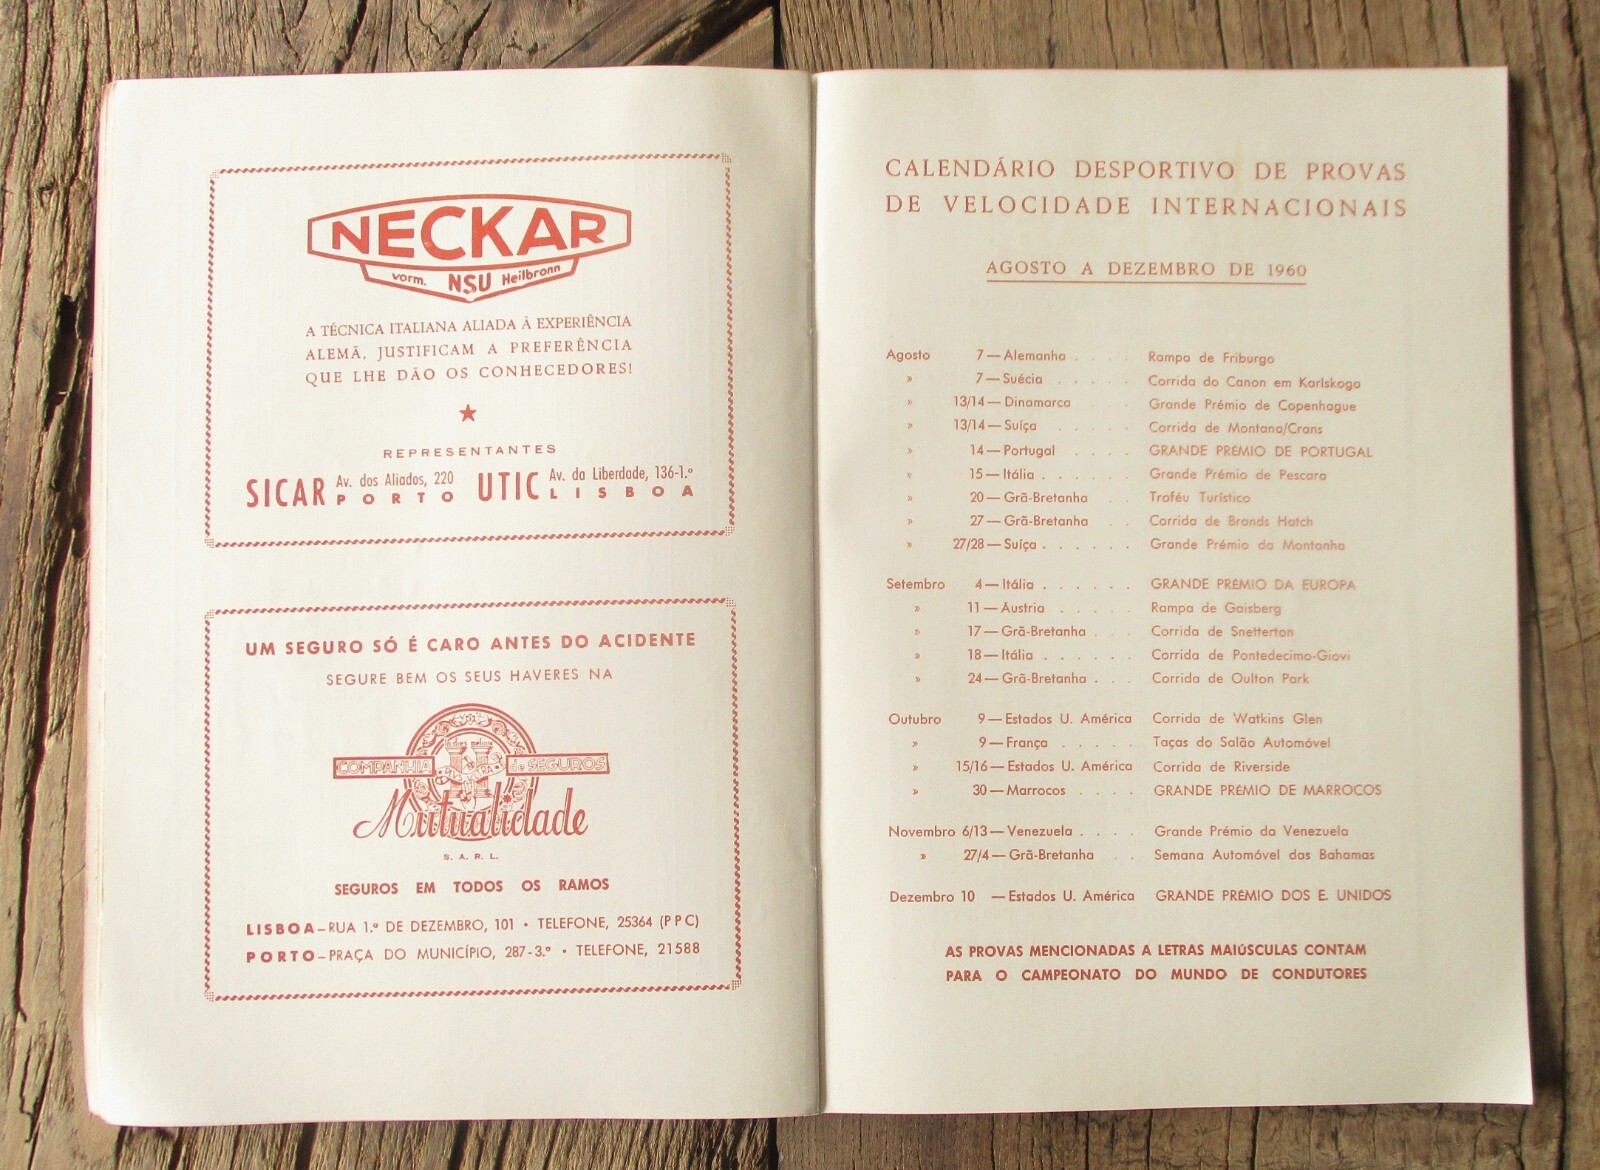 NECKAR
vorm. NSU Heilbronn
A TÉCNICA ITALIANA ALIADA À EXPERIÊNCIA
ALEMÃ, JUSTIFICAM A PREFERÊNCIA
QUE LHE DÃO OS CONHECEDORES!
REPRESENTANTES
SICAR Av. dos Aliados, 220 PORTO UTIC Av. da Liberdade, 136-1.º LISBOA
UM SEGURO SÓ É CARO ANTES DO ACIDENTE
SEGURE BEM OS SEUS HAVERES NA
COMPANHIA de SEGUROS
Mutualidade
S. A. R. L.
SEGUROS EM TODOS OS RAMOS
LISBOA – RUA 1.º DE DEZEMBRO, 101 • TELEFONE, 25364 (PPC)
PORTO – PRAÇA DO MUNICÍPIO, 287-3.º • TELEFONE, 21588
CALENDÁRIO DESPORTIVO DE PROVAS
DE VELOCIDADE INTERNACIONAIS
AGOSTO A DEZEMBRO DE 1960
Agosto 7 — Alemanha . . . . Rampa de Friburgo
» 7 — Suécia . . . . . Corrida do Canon em Karlskoga
» 13/14 — Dinamarca . . . Grande Prémio de Copenhague
» 13/14 — Suíça . . . . . Corrida de Montana/Crans
» 14 — Portugal . . . . GRANDE PRÉMIO DE PORTUGAL
» 15 — Itália . . . . . . Grande Prémio de Pescara
» 20 — Grã-Bretanha . . Troféu Turístico
» 27 — Grã-Bretanha . . Corrida de Brands Hatch
» 27/28 — Suíça . . . . . . Grande Prémio da Montanha
Setembro 4 — Itália . . . . . . GRANDE PRÉMIO DA EUROPA
» 11 — Áustria . . . . . Rampa de Gaisberg
» 17 — Grã-Bretanha . . . Corrida de Snetterton
» 18 — Itália . . . . . . Corrida de Pontedecimo-Giovi
» 24 — Grã-Bretanha . . . Corrida de Oulton Park
Outubro 9 — Estados U. América Corrida de Watkins Glen
» 9 — França . . . . . Taças do Salão Automóvel
» 15/16 — Estados U. América Corrida de Riverside
» 30 — Marrocos . . . . GRANDE PRÉMIO DE MARROCOS
Novembro 6/13 — Venezuela . . . . Grande Prémio da Venezuela
» 27/4 — Grã-Bretanha . . Semana Automóvel das Bahamas
Dezembro 10 — Estados U. América GRANDE PRÉMIO DOS E. UNIDOS
AS PROVAS MENCIONADAS A LETRAS MAIÚSCULAS CONTAM
PARA O CAMPEONATO DO MUNDO DE CONDUTORES